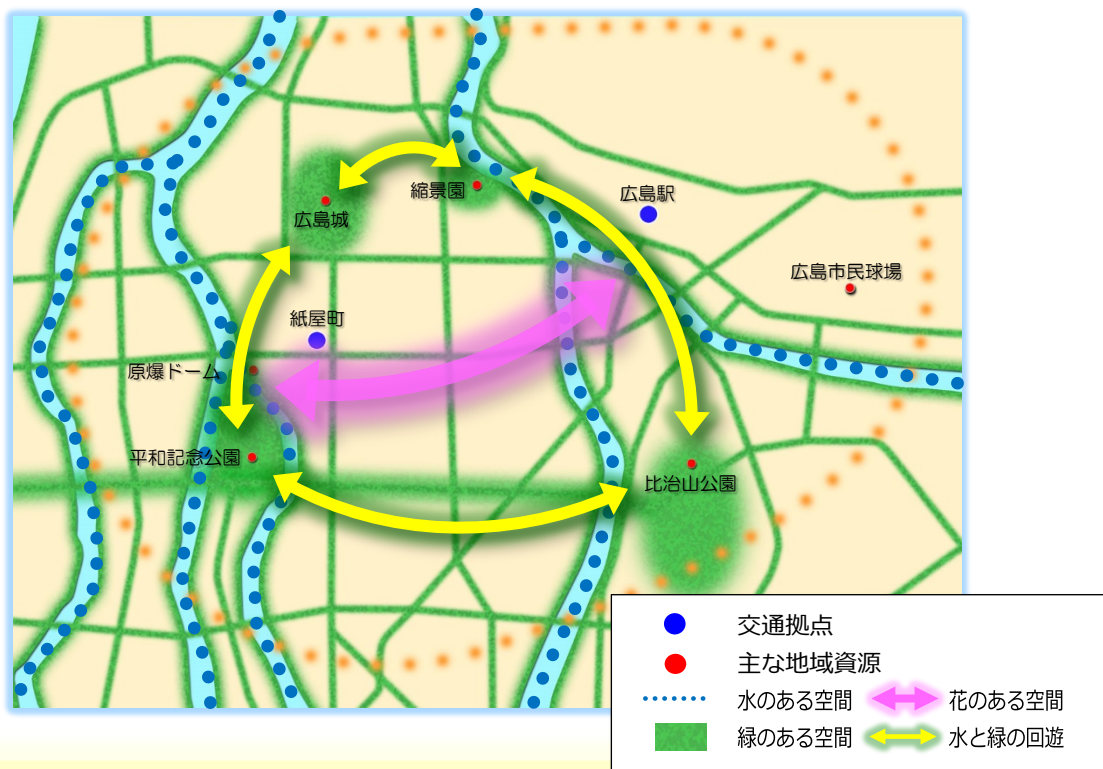 縮景園
広島駅
広島城
広島市民球場
紙屋町
原爆ドーム
平和記念公園
比治山公園
交通拠点
主な地域資源
水のある空間
花のある空間
緑のある空間
水と緑の回遊